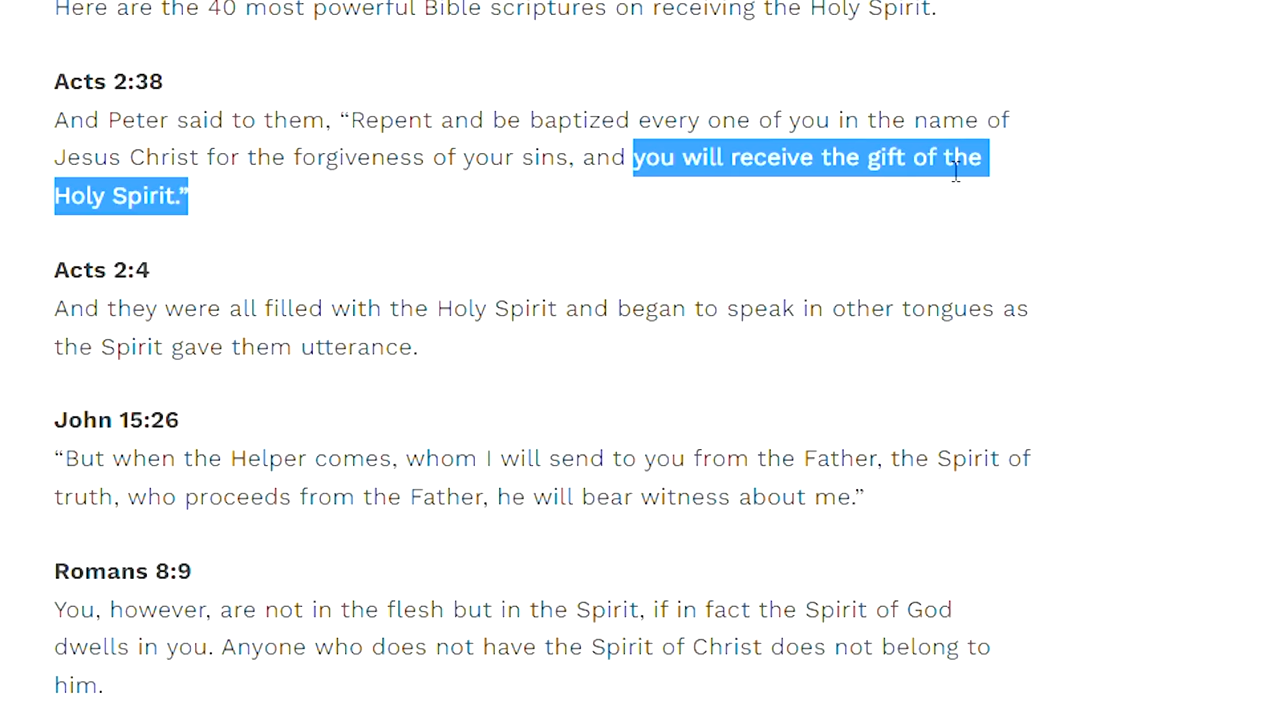 Here are the 40 most powerful Bible scriptures on receiving the Holy Spirit.
Acts 2:38
And Peter said to them, “Repent and be baptized every one of you in the name of
Jesus Christ for the forgiveness of your sins, and you will receive the gift of the
Holy Spirit.”
Acts 2:4
And they were all filled with the Holy Spirit and began to speak in other tongues as
the Spirit gave them utterance.
John 15:26
“But when the Helper comes, whom I will send to you from the Father, the Spirit of
truth, who proceeds from the Father, he will bear witness about me.”
Romans 8:9
You, however, are not in the flesh but in the Spirit, if in fact the Spirit of God
dwells in you. Anyone who does not have the Spirit of Christ does not belong to
him.